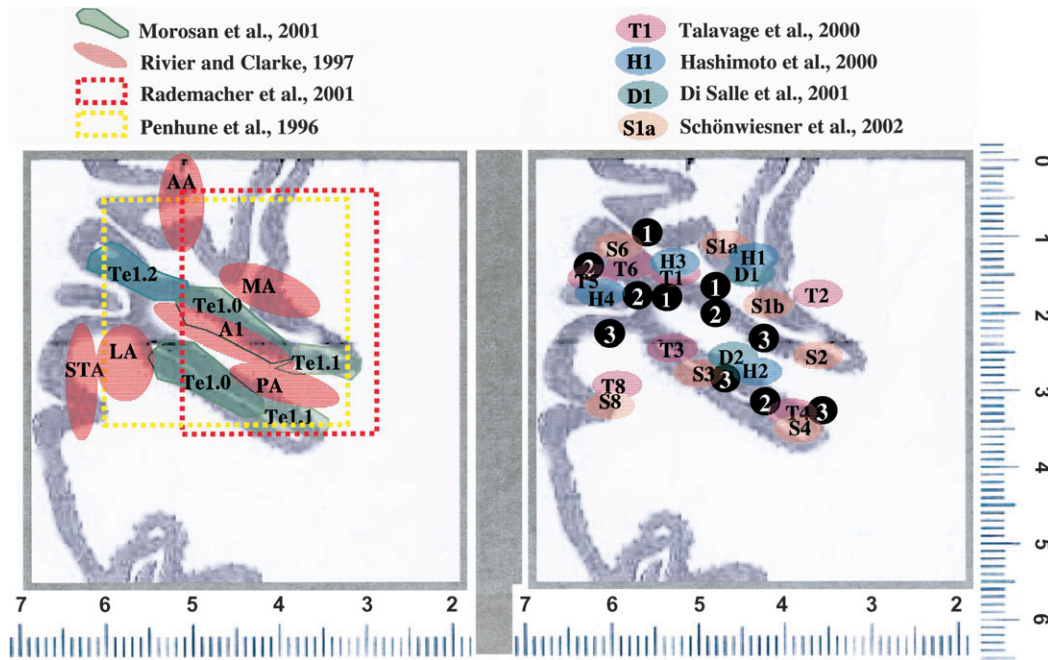 Morosan et al., 2001
Rivier and Clarke, 1997
Rademacher et al., 2001
Penhune et al., 1996
T1 Talavage et al., 2000
H1 Hashimoto et al., 2000
D1 Di Salle et al., 2001
S1a Schönwiesner et al., 2002
AA
Te1.2
MA
Te1.0
A1
LA
STA
Te1.1
Te1.0
PA
Te1.1
1
S6
S1a
2
H3
H1
T6
T5
T1
D1
1
H4
2
1
T2
S1b
2
3
3
T3
D2
S2
S3
H2
3
T8
S8
2
T4
3
S4
0
1
2
3
4
5
6
7 6 5 4 3 2
7 6 5 4 3 2